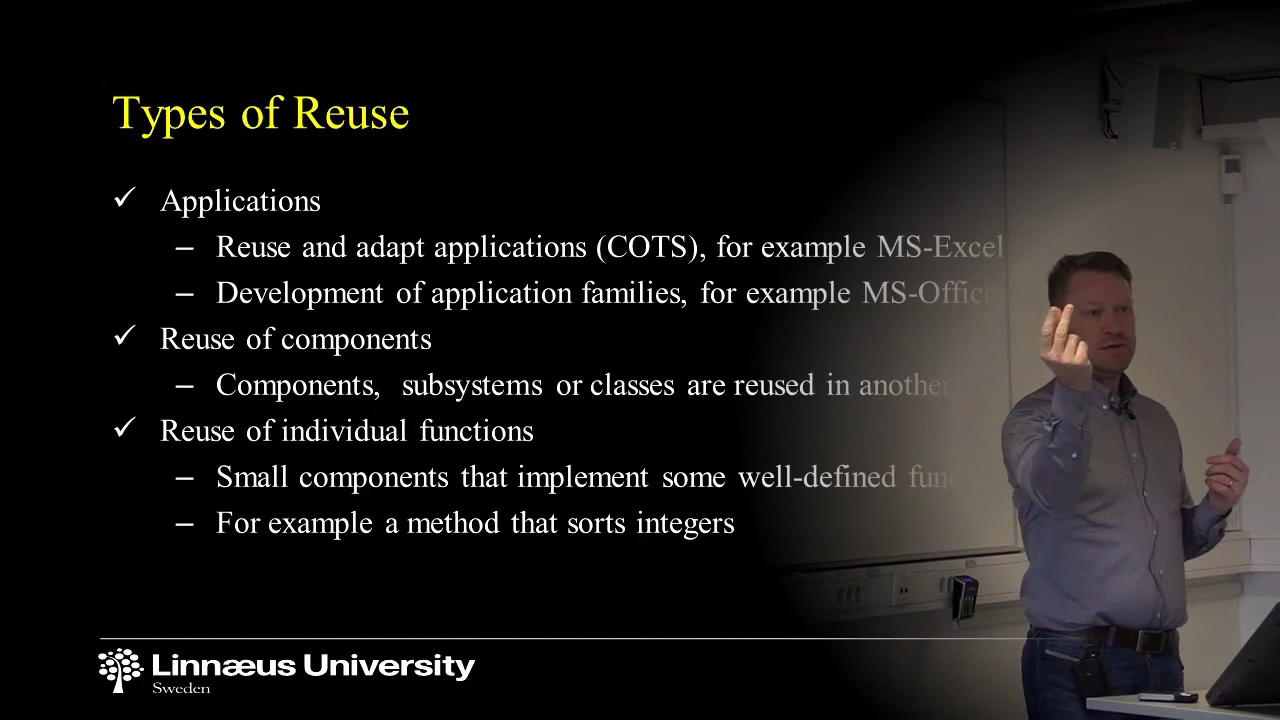 Types of Reuse
✓ Applications
– Reuse and adapt applications (COTS), for example MS-Excel
– Development of application families, for example MS-Office
✓ Reuse of components
– Components, subsystems or classes are reused in another
✓ Reuse of individual functions
– Small components that implement some well-defined
– For example a method that sorts integers
Linnæus University
Sweden